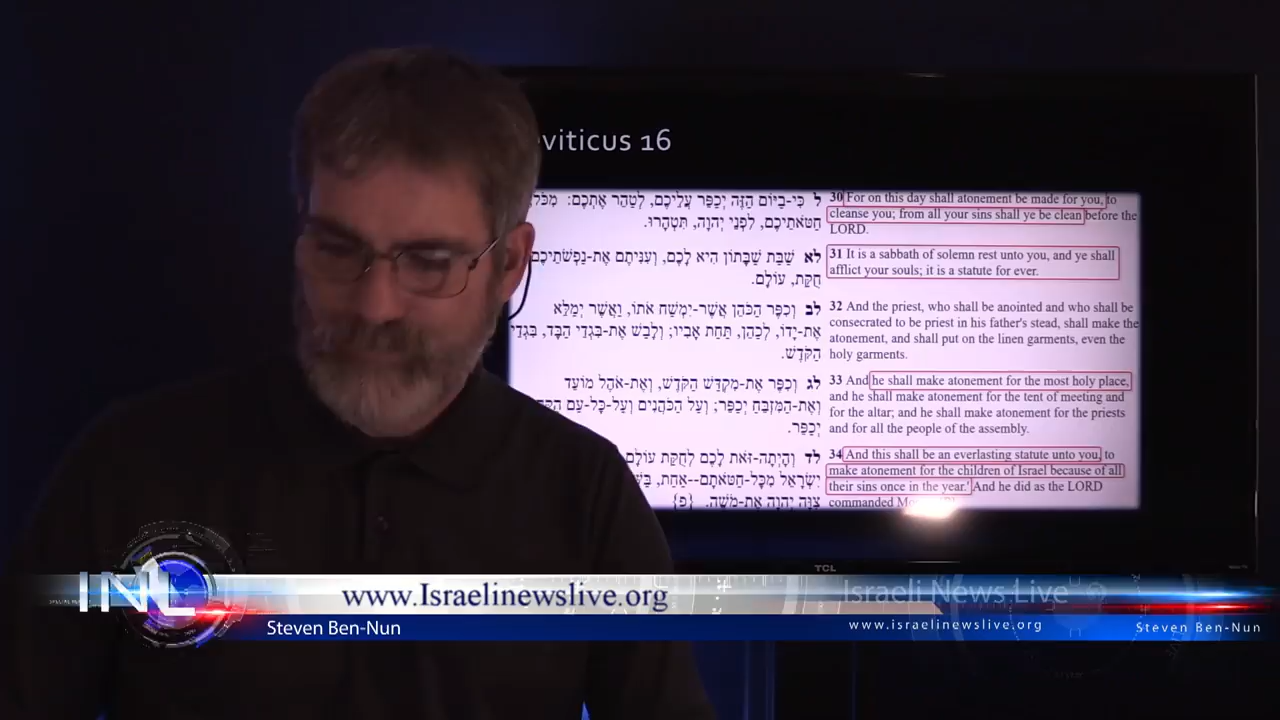 eviticus 16
ל כִּי-בַיּוֹם הַזֶּה יְכַפֵּר עֲלֵיכֶם, לְטַהֵר אֶתְכֶם: מִכֹּל
חַטֹּאתֵיכֶם, לִפְנֵי יְהוָה, תִּטְהָרוּ.
30 For on this day shall atonement be made for you, to
cleanse you; from all your sins shall ye be clean before the
LORD.
לא שַׁבַּת שַׁבָּתוֹן הִיא לָכֶם, וְעִנִּיתֶם אֶת-נַפְשֹׁתֵיכֶם
חֻקַּת, עוֹלָם.
31 It is a sabbath of solemn rest unto you, and ye shall
afflict your souls; it is a statute for ever.
לב וְכִפֶּר הַכֹּהֵן אֲשֶׁר-יִמְשַׁח אֹתוֹ, וַאֲשֶׁר יְמַלֵּא
אֶת-יָדוֹ, לְכַהֵן, תַּחַת אָבִיו; וְלָבַשׁ אֶת-בִּגְדֵי הַבָּד, בִּגְדֵי
הַקֹּדֶשׁ.
32 And the priest, who shall be anointed and who shall be
consecrated to be priest in his father's stead, shall make the
atonement, and shall put on the linen garments, even the
holy garments.
לג וְכִפֶּר אֶת-מִקְדַּשׁ הַקֹּדֶשׁ, וְאֶת-אֹהֶל מוֹעֵד
וְאֶת-הַמִּזְבֵּחַ יְכַפֵּר; וְעַל הַכֹּהֲנִים וְעַל-כָּל-עַם
יְכַפֵּר.
33 And he shall make atonement for the most holy place,
and he shall make atonement for the tent of meeting and
for the altar; and he shall make atonement for the priests
and for all the people of the assembly.
לד וְהָיְתָה-זֹּאת לָכֶם לְחֻקַּת עוֹלָם
יִשְׂרָאֵל מִכָּל-חַטֹּאתָם--אַחַת,
צִוָּה יְהוָה אֶת-מֹשֶׁה. {פ}
34 And this shall be an everlasting statute unto you, to
make atonement for the children of Israel because of all
their sins once in the year.' And he did as the LORD
commanded
TCL
INL
www.Israelinewslive.org
Israeli News Live
Steven Ben-Nun
www.israelinewslive.org
Steven Ben-Nun